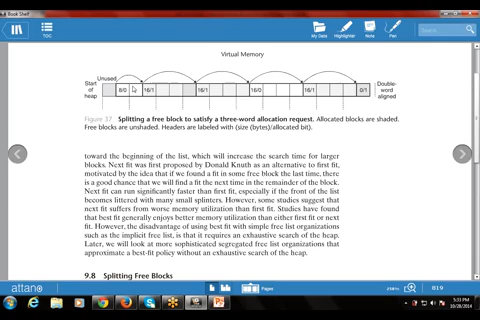 Book Shelf
TOC
My Data
Highlighter
Note
Pen
Search
Virtual Memory
Unused
Start of heap
8/0
16/1
16/1
16/0
16/1
0/1
Double-word aligned
Figure 37 Splitting a free block to satisfy a three-word allocation request. Allocated blocks are shaded.
Free blocks are unshaded. Headers are labeled with (size (bytes)/allocated bit).
toward the beginning of the list, which will increase the search time for larger
blocks. Next fit was first proposed by Donald Knuth as an alternative to first fit,
motivated by the idea that if we found a fit in some free block the last time, there
is a good chance that we will find a fit the next time in the remainder of the block.
Next fit can run significantly faster than first fit, especially if the front of the list
becomes littered with many small splinters. However, some studies suggest that
next fit suffers from worse memory utilization than first fit. Studies have found
that best fit generally enjoys better memory utilization than either first fit or next
fit. However, the disadvantage of using best fit with simple free list organizations
such as the implicit free list, is that it requires an exhaustive search of the heap.
Later, we will look at more sophisticated segregated free list organizations that
approximate a best-fit policy without an exhaustive search of the heap.
9.8 Splitting Free Blocks
attano
Pages
819
5:33 PM
10/28/2014